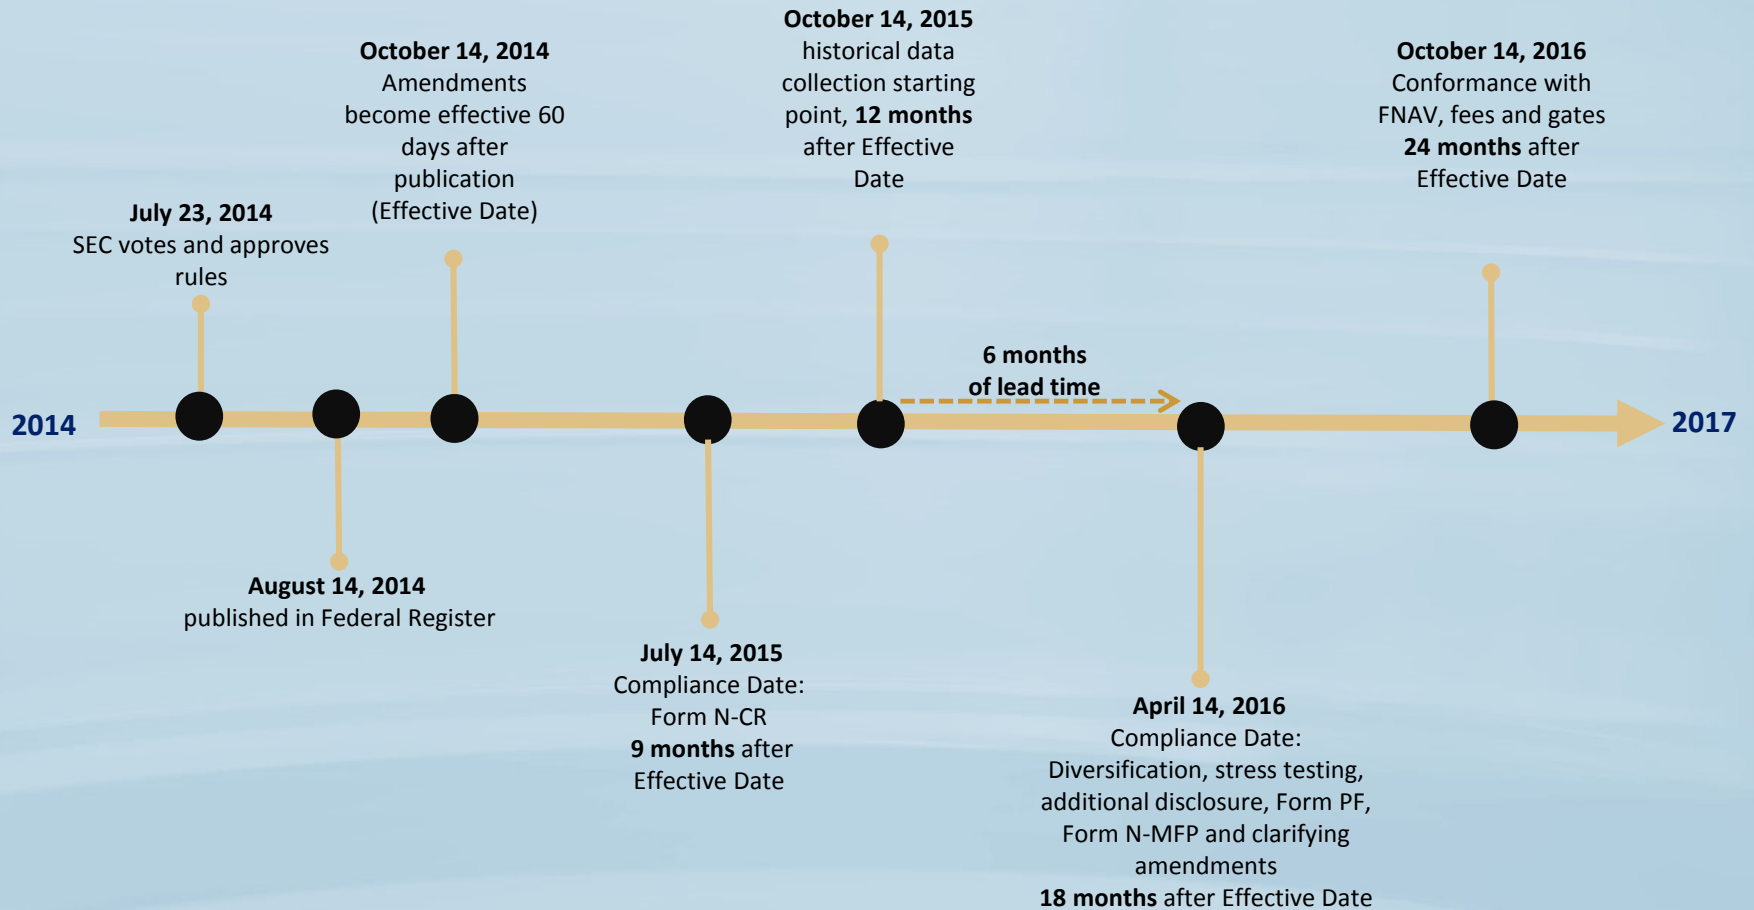 2014
July 23, 2014
SEC votes and approves
rules
August 14, 2014
published in Federal Register
October 14, 2014
Amendments
become effective 60
days after
publication
(Effective Date)
July 14, 2015
Compliance Date:
Form N-CR
9 months after
Effective Date
October 14, 2015
historical data
collection starting
point, 12 months
after Effective
Date
6 months
of lead time
April 14, 2016
Compliance Date:
Diversification, stress testing,
additional disclosure, Form PF,
Form N-MFP and clarifying
amendments
18 months after Effective Date
October 14, 2016
Conformance with
FNAV, fees and gates
24 months after
Effective Date
2017